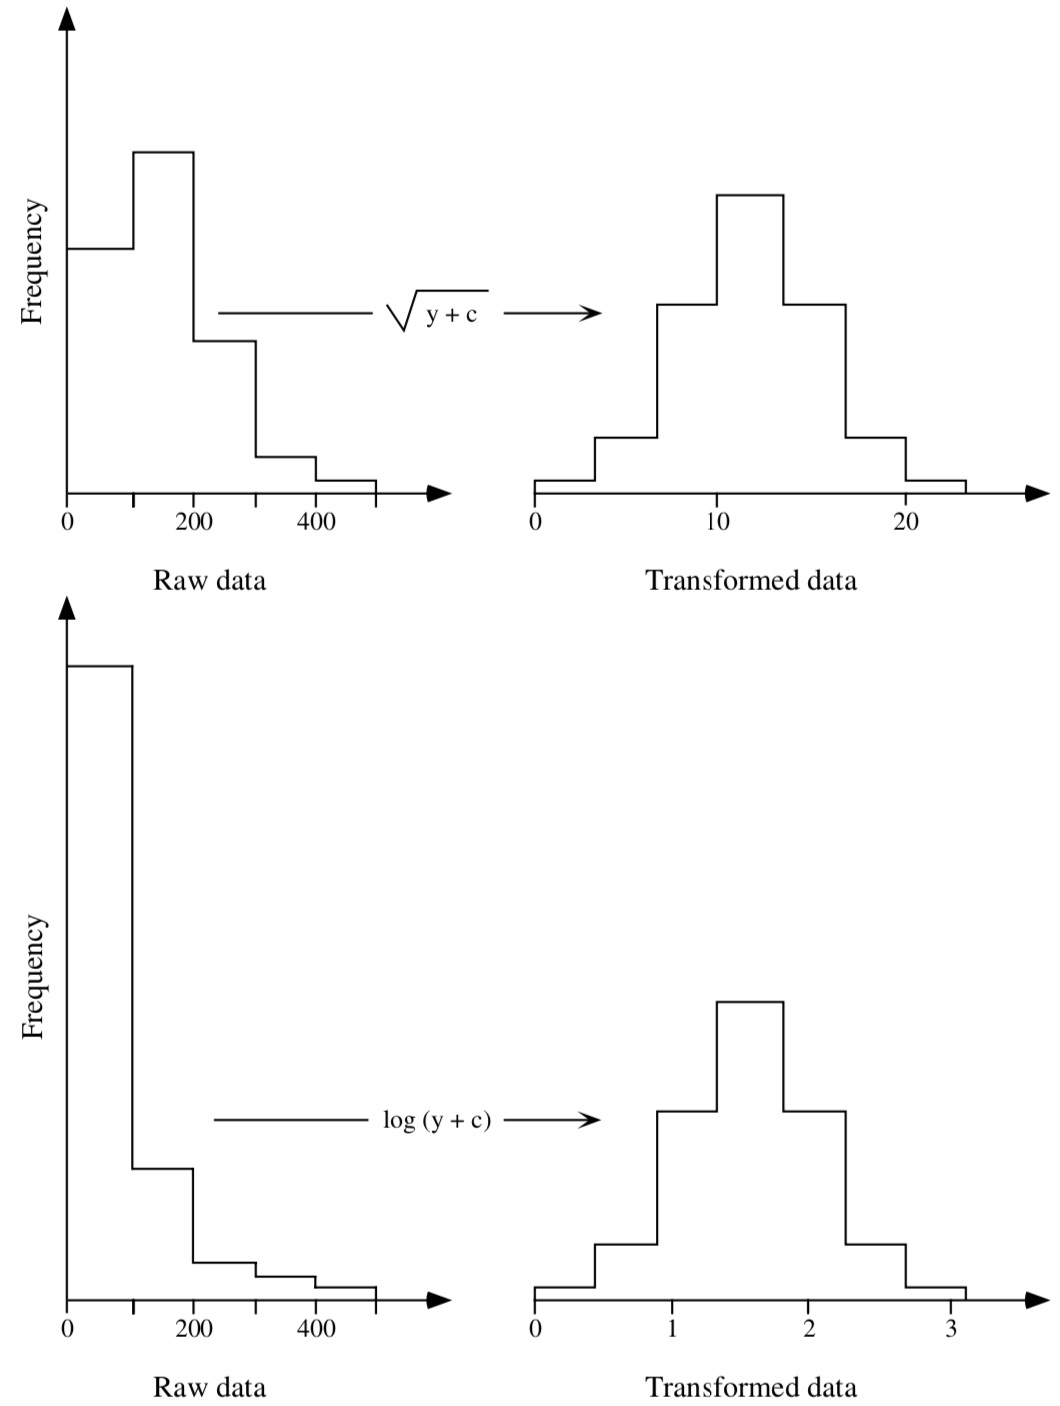 Frequency
√ y + c
0 200 400
0 10 20
Raw data
Transformed data
Frequency
log (y + c)
0 200 400
0 1 2 3
Raw data
Transformed data